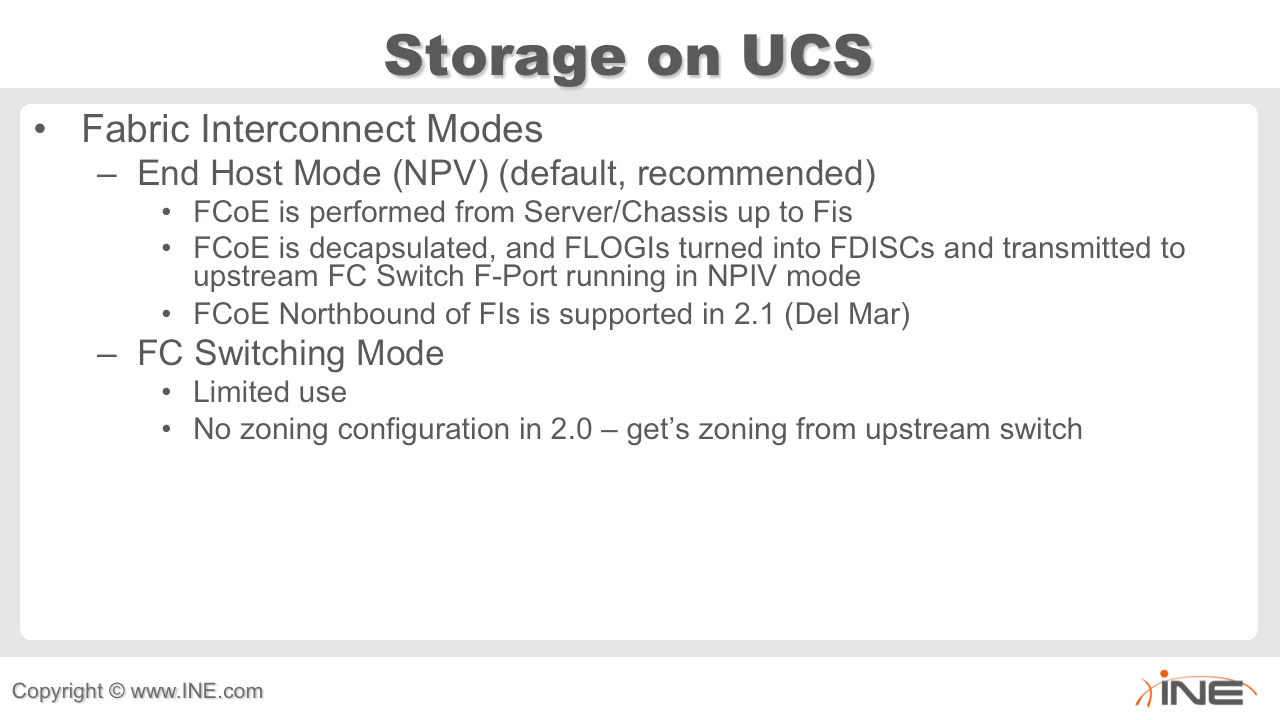 Storage on UCS
• Fabric Interconnect Modes
– End Host Mode (NPV) (default, recommended)
• FCoE is performed from Server/Chassis up to Fis
• FCoE is decapsulated, and FLOGIs turned into FDISCs and transmitted to
upstream FC Switch F-Port running in NPIV mode
• FCoE Northbound of FIs is supported in 2.1 (Del Mar)
– FC Switching Mode
• Limited use
• No zoning configuration in 2.0 – get’s zoning from upstream switch
Copyright © www.INE.com
INE